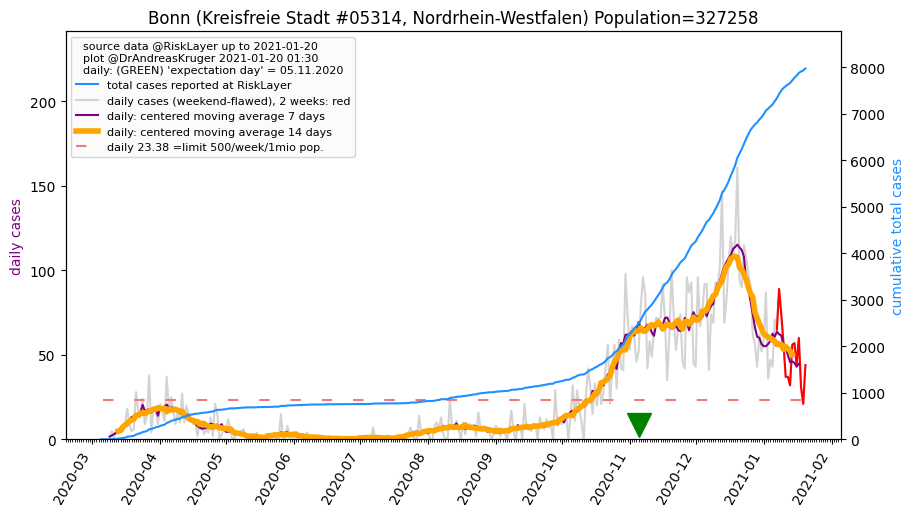 Bonn (Kreisfreie Stadt #05314, Nordrhein-Westfalen) Population=327258
source data @RiskLayer up to 2021-01-20
plot @DrAndreasKruger 2021-01-20 01:30
daily: (GREEN) 'expectation day' = 05.11.2020
total cases reported at RiskLayer
daily cases (weekend-flawed), 2 weeks: red
daily: centered moving average 7 days
daily: centered moving average 14 days
daily 23.38 =limit 500/week/1mio pop.
daily cases
200
150
100
50
0
cumulative total cases
8000
7000
6000
5000
4000
3000
2000
1000
0
2020-03
2020-04
2020-05
2020-06
2020-07
2020-08
2020-09
2020-10
2020-11
2020-12
2021-01
2021-02